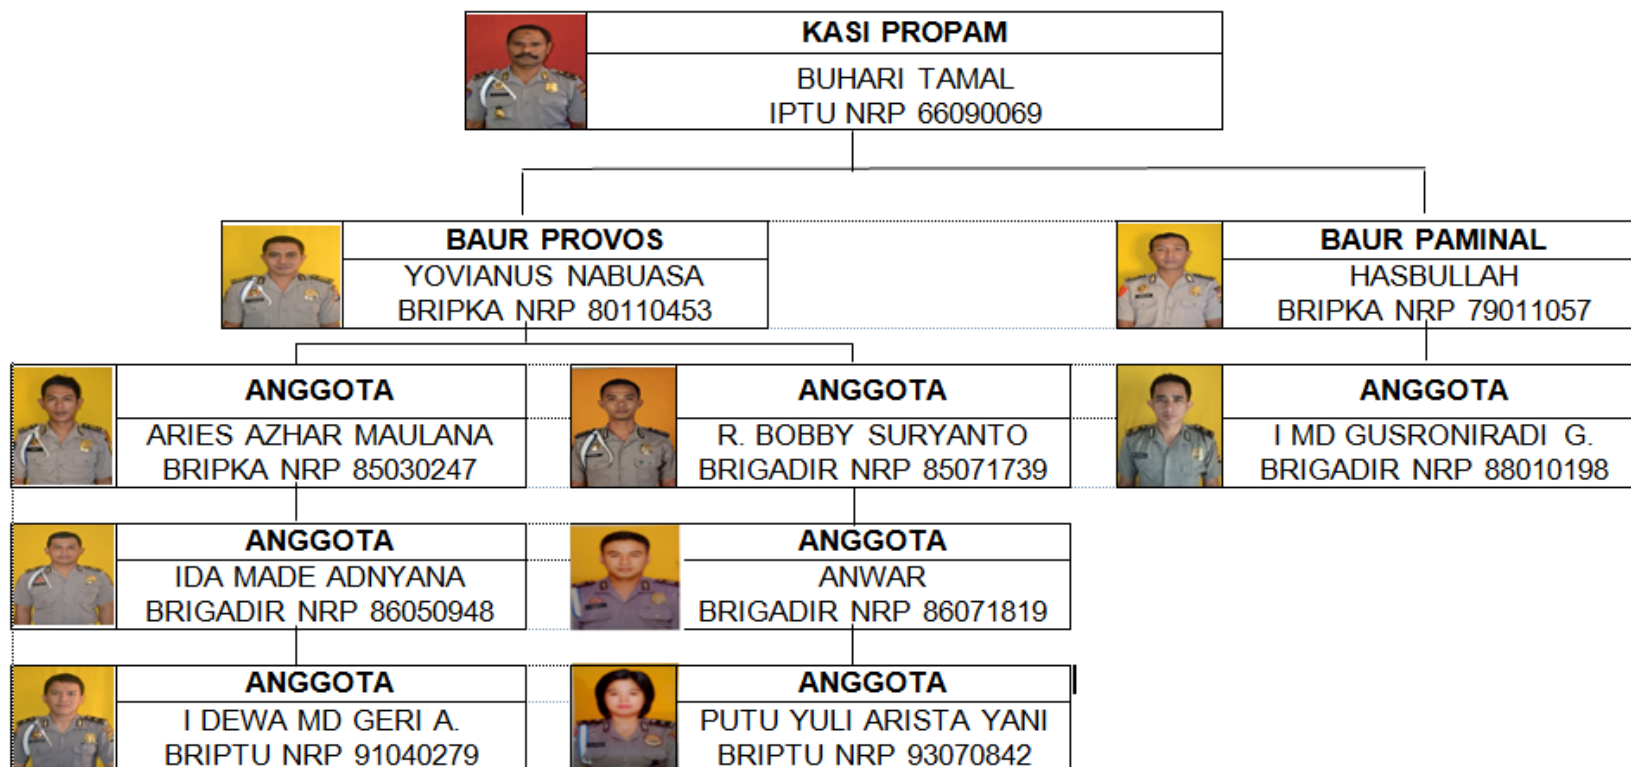 KASI PROPAM
BUHARI TAMAL
IPTU NRP 66090069
BAUR PROVOS
YOVIANUS NABUASA
BRIPKA NRP 80110453
BAUR PAMINAL
HASBULLAH
BRIPKA NRP 79011057
ANGGOTA
ARIES AZHAR MAULANA
BRIPKA NRP 85030247
ANGGOTA
R. BOBBY SURYANTO
BRIGADIR NRP 85071739
ANGGOTA
I MD GUSRONIRADI G.
BRIGADIR NRP 88010198
ANGGOTA
IDA MADE ADNYANA
BRIGADIR NRP 86050948
ANGGOTA
ANWAR
BRIGADIR NRP 86071819
ANGGOTA
I DEWA MD GERI A.
BRIPTU NRP 91040279
ANGGOTA
PUTU YULI ARISTA YANI
BRIPTU NRP 93070842